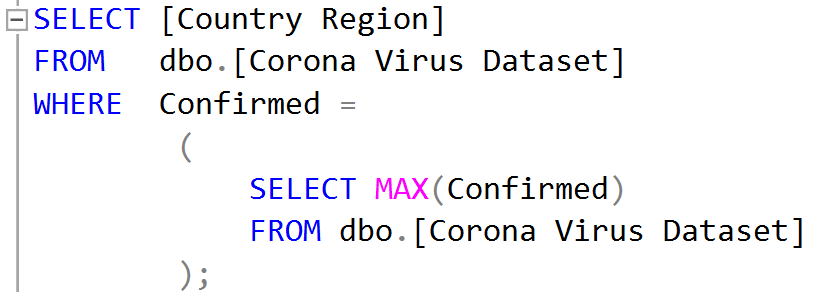 SELECT [Country Region]
FROM dbo.[Corona Virus Dataset]
WHERE Confirmed =
(
SELECT MAX(Confirmed)
FROM dbo.[Corona Virus Dataset]
);